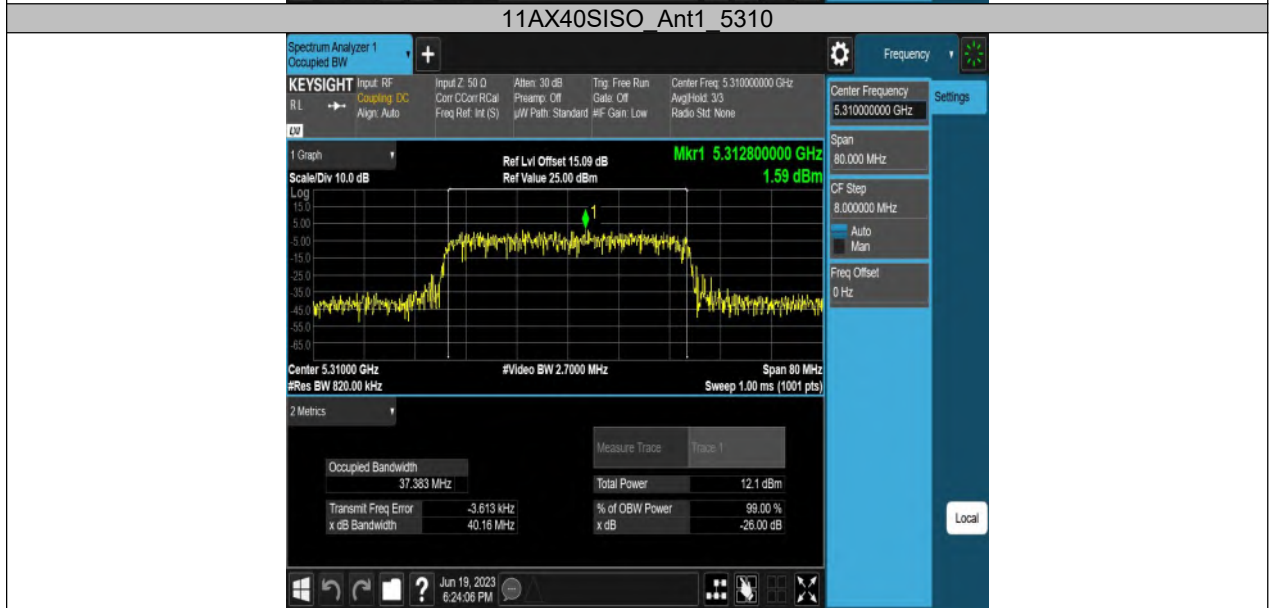 11AX40SISO_Ant1_5310
Spectrum Analyzer 1
Occupied BW
+
Frequency
KEYSIGHT
RL
Input: RF
Coupling: DC
Align: Auto
Input Z: 50 Ω
Corr CCorr RCal
Freq Ref: Int (S)
Atten: 30 dB
Preamp: Off
µW Path: Standard
Trig: Free Run
Gate: Off
#IF Gain: Low
Center Freq: 5.310000000 GHz
Avg|Hold: 3/3
Radio Std: None
LXI
Center Frequency
5.310000000 GHz
Settings
Span
80.000 MHz
CF Step
8.000000 MHz
Auto
Man
Freq Offset
0 Hz
1 Graph
Scale/Div 10.0 dB
Ref Lvl Offset 15.09 dB
Ref Value 25.00 dBm
Mkr1 5.312800000 GHz
1.59 dBm
Log
15.0
5.00
-5.00
-15.0
-25.0
-35.0
-45.0
-55.0
-65.0
1
Center 5.31000 GHz
#Res BW 820.00 kHz
#Video BW 2.7000 MHz
Span 80 MHz
Sweep 1.00 ms (1001 pts)
2 Metrics
Measure Trace Trace 1
Occupied Bandwidth
37.383 MHz
Total Power 12.1 dBm
Transmit Freq Error -3.613 kHz
% of OBW Power 99.00 %
x dB Bandwidth 40.16 MHz
x dB -26.00 dB
Local
?
Jun 19, 2023
6:24:06 PM